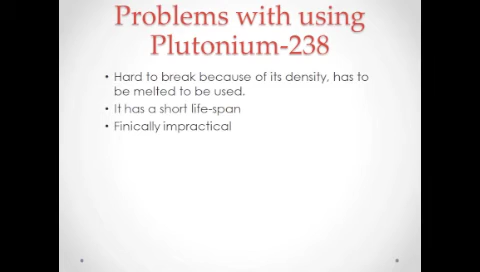 Problems with using
Plutonium-238
• Hard to break because of its density, has to
be melted to be used.
• It has a short life-span
• Finically impractical